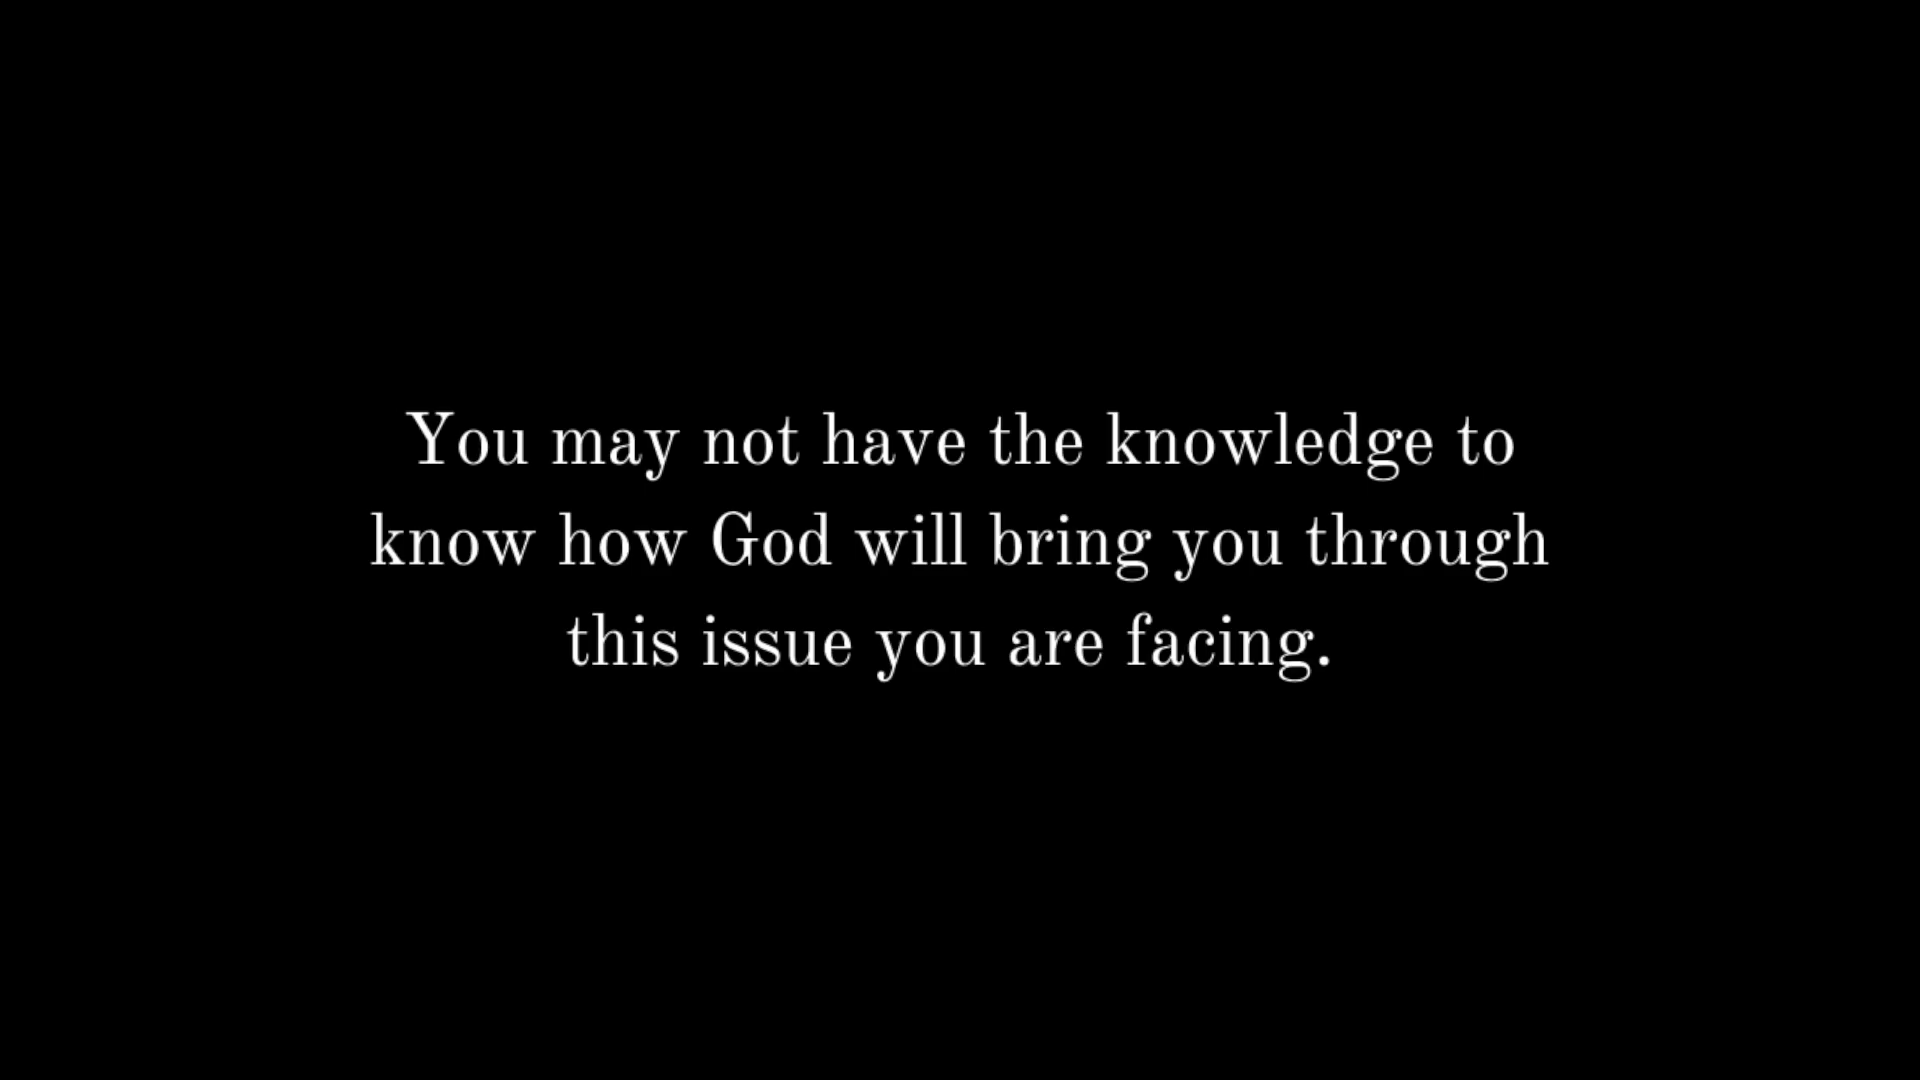 You may not have the knowledge to
know how God will bring you through
this issue you are facing.